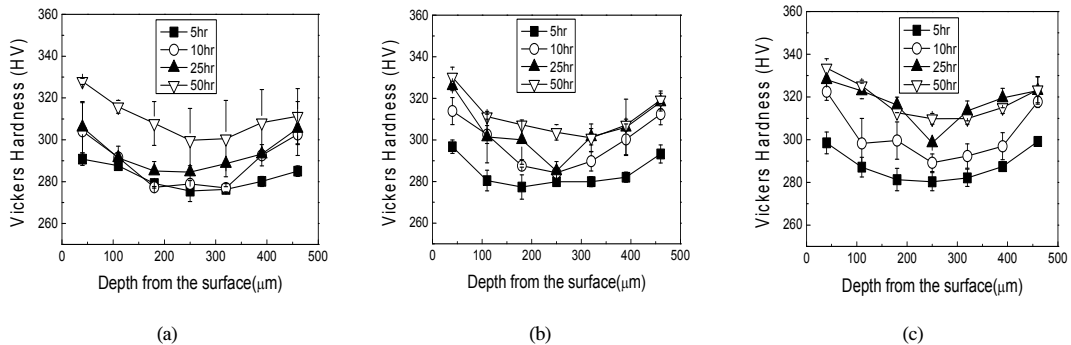 360
340
320
300
280
260
Vickers Hardness (HV)
5hr
10hr
25hr
50hr
0 100 200 300 400 500
Depth from the surface(μm)
(a)
360
340
320
300
280
260
Vickers Hardness (HV)
5hr
10hr
25hr
50hr
0 100 200 300 400 500
Depth from the surface(μm)
(b)
360
340
320
300
280
260
Vickers Hardness (HV)
5hr
10hr
25hr
50hr
0 100 200 300 400 500
Depth from the surface(μm)
(c)